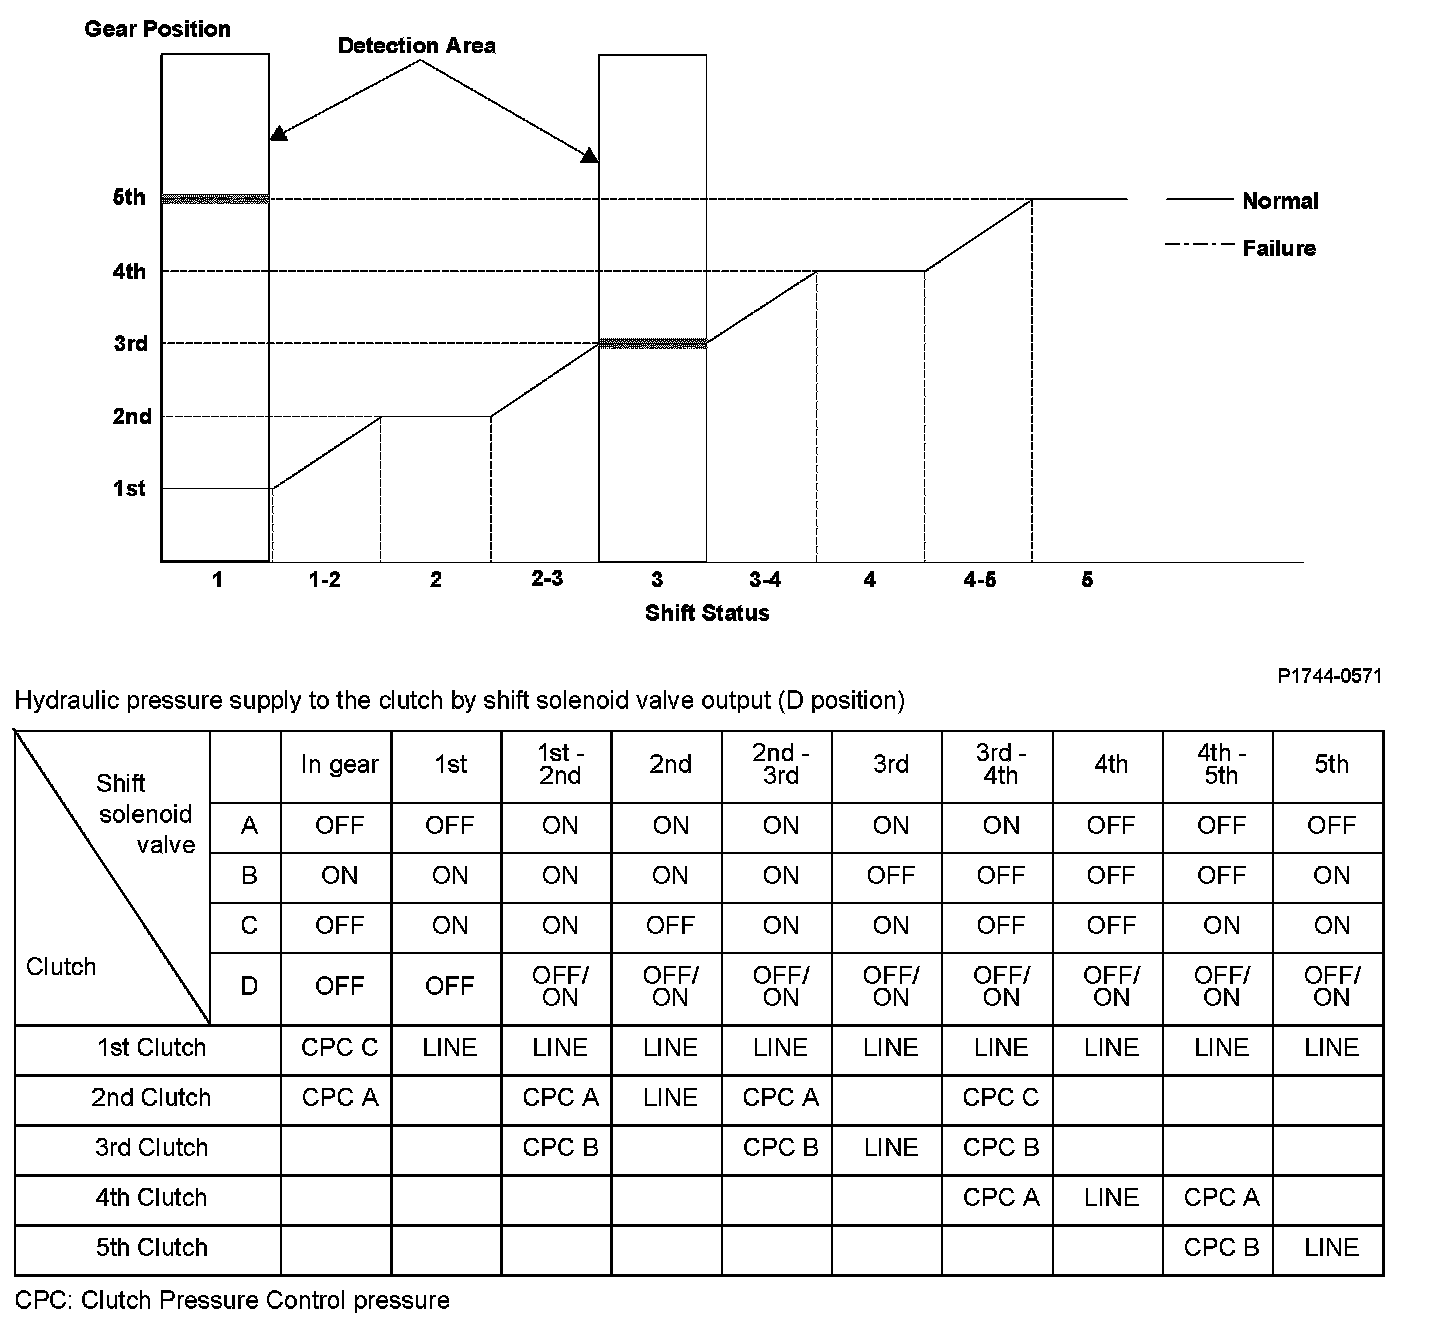 Gear Position
Detection Area
5th
4th
3rd
2nd
1st
Normal
Failure
1 1-2 2 2-3 3 3-4 4 4-5 5
Shift Status
P1744-0571
Hydraulic pressure supply to the clutch by shift solenoid valve output (D position)
Shift solenoid valve
Clutch
In gear 1st 1st - 2nd 2nd 2nd - 3rd 3rd 3rd - 4th 4th 4th - 5th 5th
A OFF OFF ON ON ON ON ON OFF OFF OFF
B ON ON ON ON ON OFF OFF OFF OFF ON
C OFF ON ON OFF ON ON OFF OFF ON ON
D OFF OFF OFF/ ON OFF/ ON OFF/ ON OFF/ ON OFF/ ON OFF/ ON OFF/ ON OFF/ ON
1st Clutch CPC C LINE LINE LINE LINE LINE LINE LINE LINE LINE
2nd Clutch CPC A CPC A LINE CPC A CPC C
3rd Clutch CPC B CPC B LINE CPC B
4th Clutch CPC A LINE CPC A
5th Clutch CPC B LINE
CPC: Clutch Pressure Control pressure